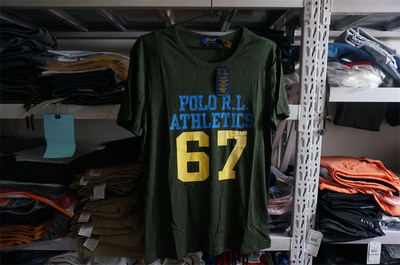 POLO R.L.
ATHLETICS
67